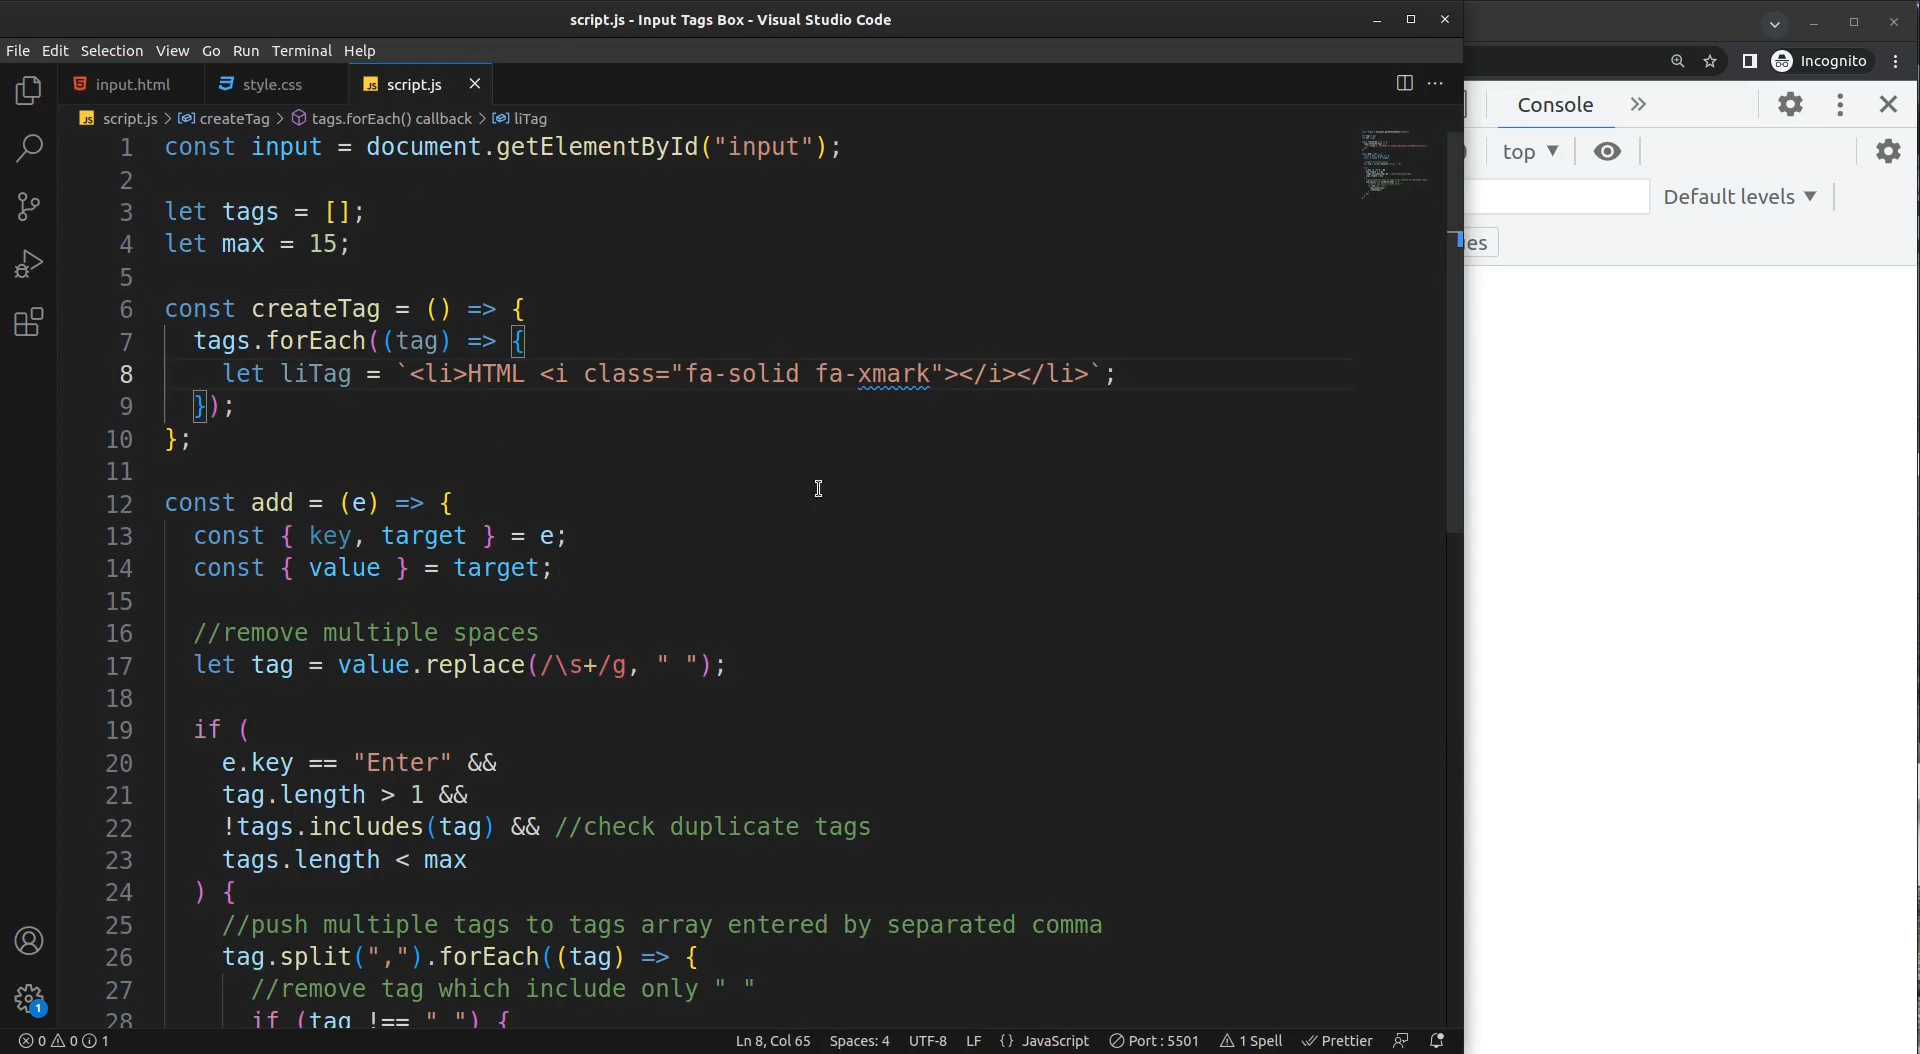 script.js - Input Tags Box - Visual Studio Code
File Edit Selection View Go Run Terminal Help
input.html style.css JS script.js
JS script.js > createTag > tags.forEach() callback > liTag
1 const input = document.getElementById("input");
2
3 let tags = [];
4 let max = 15;
5
6 const createTag = () => {
7 tags.forEach((tag) => {
8 let liTag = `<li>HTML <i class="fa-solid fa-xmark"></i></li>`;
9 });
10 };
11
12 const add = (e) => {
13 const { key, target } = e;
14 const { value } = target;
15
16 //remove multiple spaces
17 let tag = value.replace(/\s+/g, " ");
18
19 if (
20 e.key == "Enter" &&
21 tag.length > 1 &&
22 !tags.includes(tag) && //check duplicate tags
23 tags.length < max
24 ) {
25 //push multiple tags to tags array entered by separated comma
26 tag.split(",").forEach((tag) => {
27 //remove tag which include only " "
28 if (tag !== " ") {
1
0 0 1 Ln 8, Col 65 Spaces: 4 UTF-8 LF {} JavaScript Port : 5501 1 Spell Prettier
Incognito
Console
top
Default levels
es